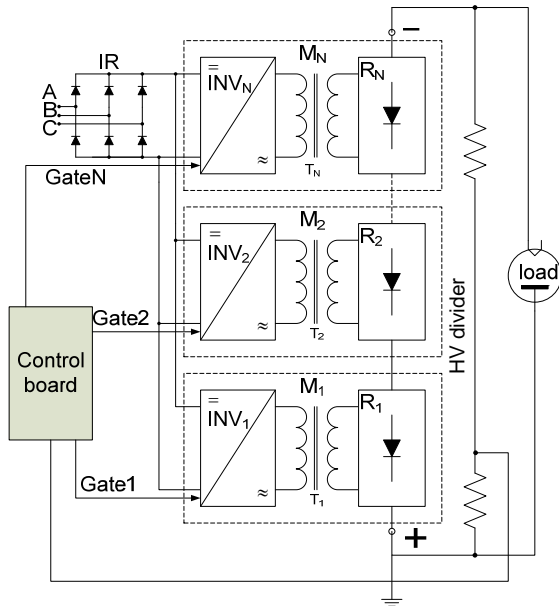 IR
A
B
C
GateN
M_N
=
INV_N
≈
T_N
R_N
−
M_2
=
INV_2
≈
T_2
R_2
Gate2
Control
board
M_1
=
INV_1
≈
T_1
R_1
Gate1
+
HV divider
load